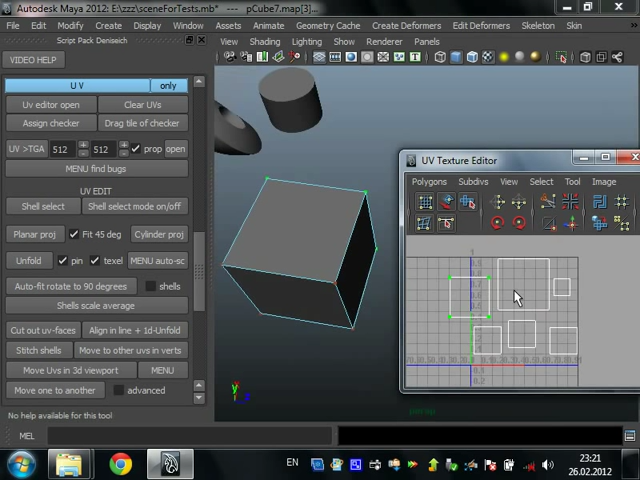 Autodesk Maya 2012: E:\zzz\sceneForTests.mb* - pCube7.map[3]...
File Edit Modify Create Display Window Assets Animate Geometry Cache Create Deformers Edit Deformers Skeleton Skin
Script Pack Deniseich
View Shading Lighting Show Renderer Panels
VIDEO HELP
U V only
Uv editor open Clear UVs
Assign checker Drag tile of checker
UV >TGA 512 512 prop open
MENU find bugs
UV EDIT
Shell select Shell select mode on/off
Planar proj Fit 45 deg Cylinder proj
Unfold pin texel MENU auto-sc
Auto-fit rotate to 90 degrees shells
Shells scale average
Cut out uv-faces Align in line + 1d-Unfold
Stitch shells Move to other uvs in verts
Move UVs in 3d viewport MENU
Move one to another advanced
UV Texture Editor
Polygons Subdivs View Select Tool Image
y
No help available for this tool
MEL
EN
23:21
26.02.2012